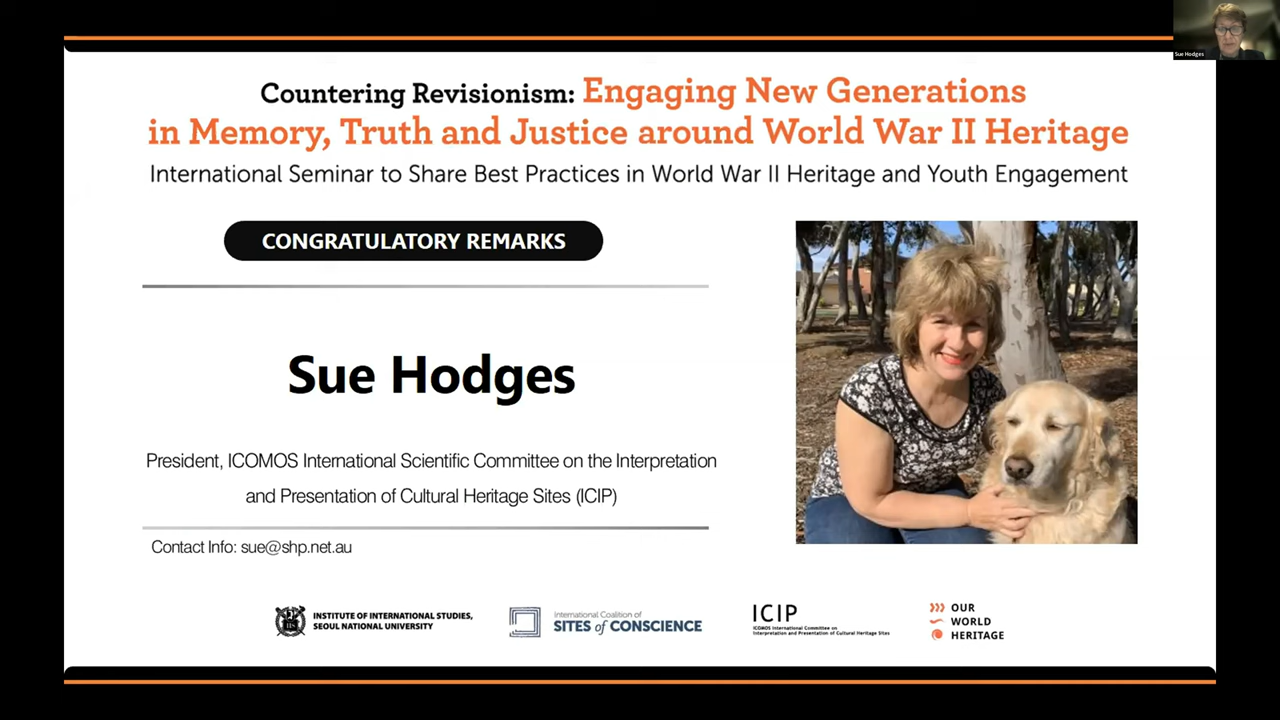 Sue Hodges
Countering Revisionism: Engaging New Generations
in Memory, Truth and Justice around World War II Heritage
International Seminar to Share Best Practices in World War II Heritage and Youth Engagement
CONGRATULATORY REMARKS
Sue Hodges
President, ICOMOS International Scientific Committee on the Interpretation
and Presentation of Cultural Heritage Sites (ICIP)
Contact Info: sue@shp.net.au
INSTITUTE OF INTERNATIONAL STUDIES,
SEOUL NATIONAL UNIVERSITY
International Coalition of
SITES of CONSCIENCE
ICIP
ICOMOS International Committee on
Interpretation and Presentation of Cultural Heritage Sites
OUR
WORLD
HERITAGE